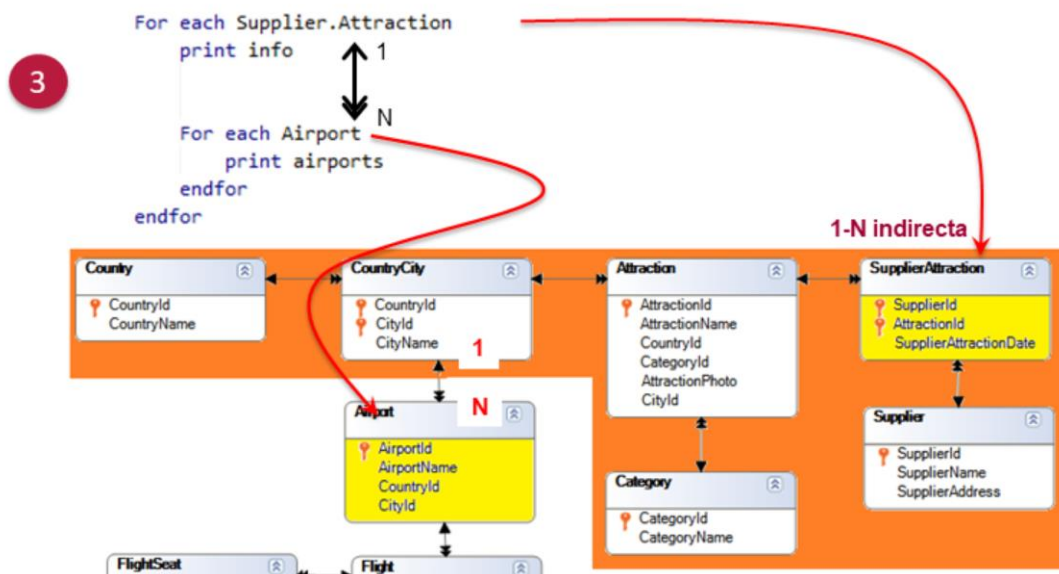 For each Supplier.Attraction
print info
1
3
N
For each Airport
print airports
endfor
endfor
1-N indirecta
Country
CountryId
CountryName
CountryCity
CountryId
CityId
CityName
1
Attraction
AttractionId
AttractionName
CountryId
CategoryId
AttractionPhoto
CityId
SupplierAttraction
SupplierId
AttractionId
SupplierAttractionDate
N
Airport
AirportId
AirportName
CountryId
CityId
Category
CategoryId
CategoryName
Supplier
SupplierId
SupplierName
SupplierAddress
FlightSeat
Flight